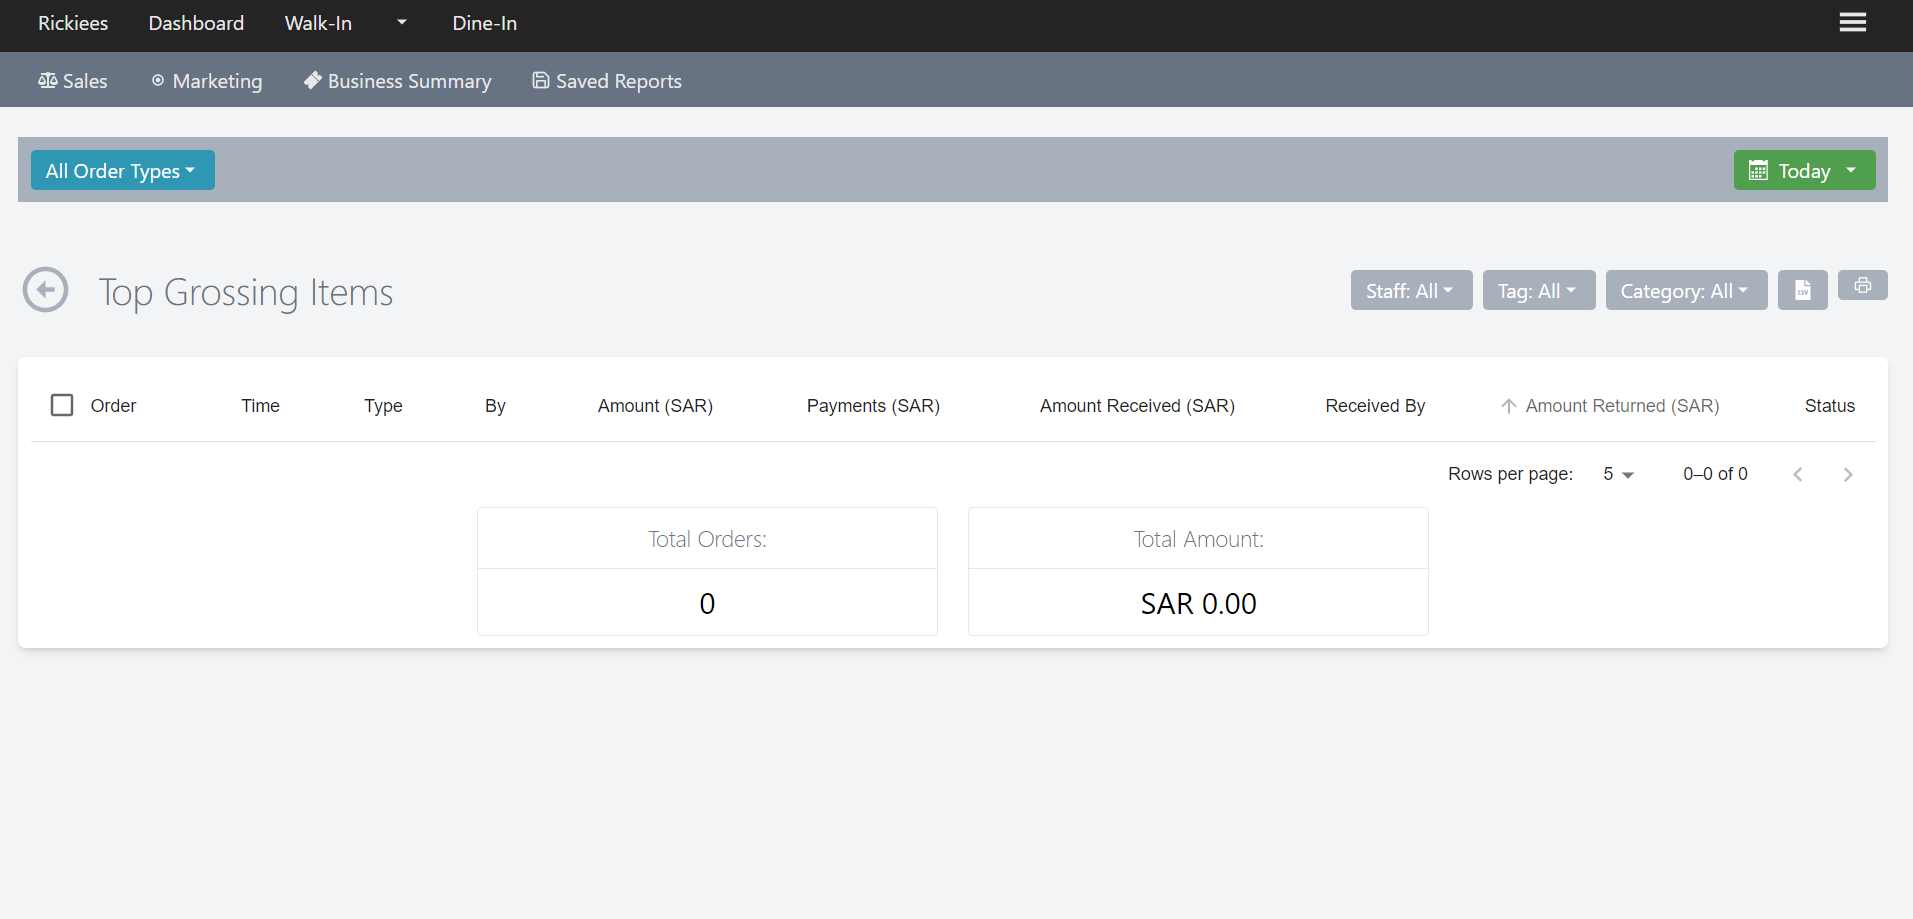 Rickiees Dashboard Walk-In Dine-In
Sales Marketing Business Summary Saved Reports
All Order Types Today
Top Grossing Items Staff: All Tag: All Category: All CSV
Order Time Type By Amount (SAR) Payments (SAR) Amount Received (SAR) Received By Amount Returned (SAR) Status
Rows per page: 5 0–0 of 0
Total Orders: Total Amount:
0 SAR 0.00